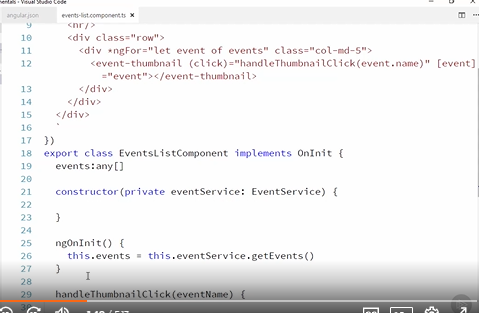 mentals - Visual Studio Code
angular.json events-list.component.ts ×
9 <hr/>
10 <div class="row">
11 <div *ngFor="let event of events" class="col-md-5">
12 <event-thumbnail (click)="handleThumbnailClick(event.name)" [event]
="event"></event-thumbnail>
13 </div>
14 </div>
15 </div>
16 `
17 })
18 export class EventsListComponent implements OnInit {
19 events:any[]
20
21 constructor(private eventService: EventService) {
22
23 }
24
25 ngOnInit() {
26 this.events = this.eventService.getEvents()
27 }
28
29 handleThumbnailClick(eventName) {